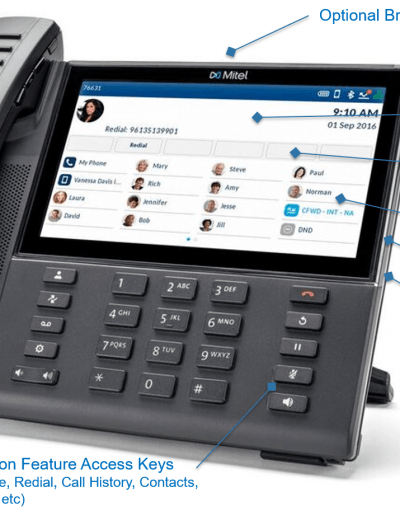 Optional Br
Mitel
76631
9:10 AM
01 Sep 2016
Redial: 96135139901
Redial
My Phone
Mary
Steve
Paul
Vanessa Davis I...
Rich
Amy
Norman
Laura
Jennifer
Jesse
CFWD - INT - NA
David
Bob
Jill
DND
1
2 ABC
3 DEF
4 GHI
5 JKL
6 MNO
7 PQRS
8 TUV
9 WXYZ
*
0
#
on Feature Access Keys
e, Redial, Call History, Contacts,
etc)